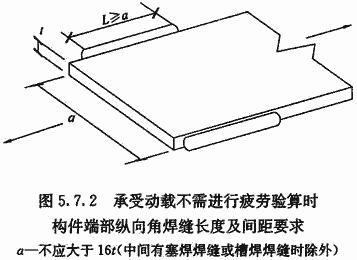 L≥a
t
a
图 5.7.2 承受动载不需进行疲劳验算时
构件端部纵向角焊缝长度及间距要求
a—不应大于 16t(中间有塞焊焊缝或槽焊焊缝时除外)